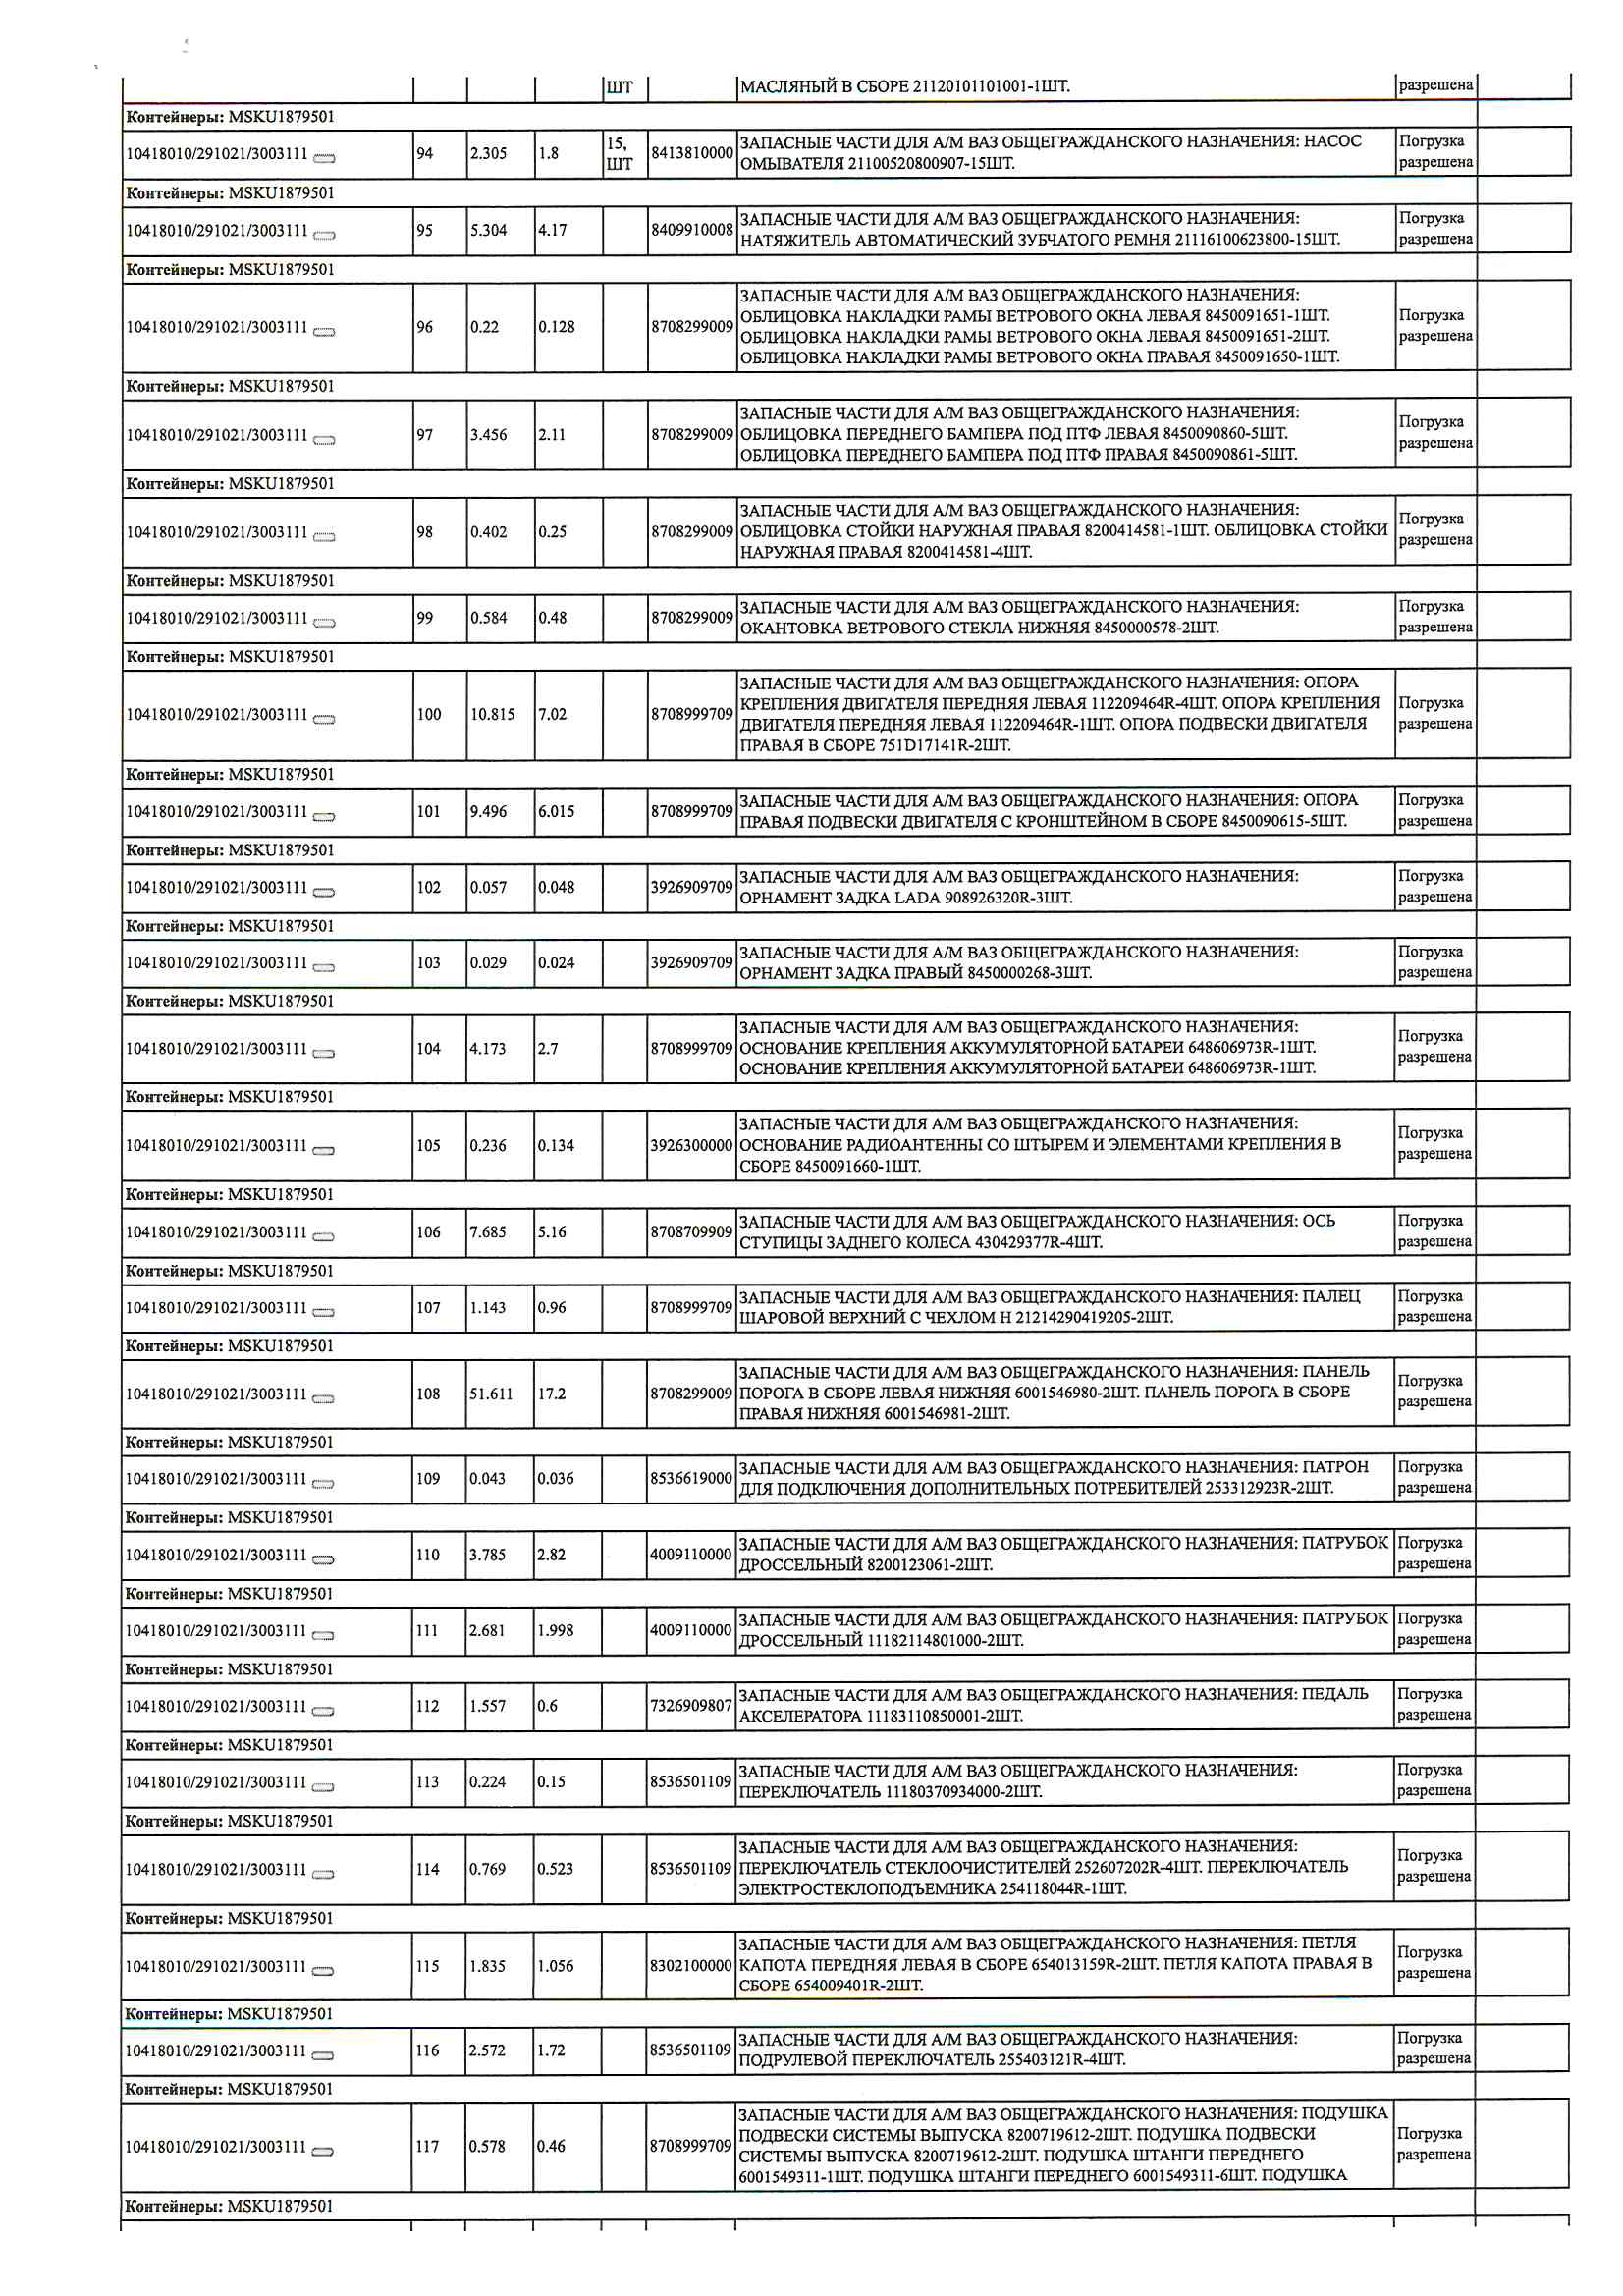 ШТ МАСЛЯНЫЙ В СБОРЕ 21120101101001-1ШТ. разрешена
Контейнеры: MSKU1879501
10418010/291021/3003111 94 2.305 1.8 15, ШТ 8413810000 ЗАПАСНЫЕ ЧАСТИ ДЛЯ А/М ВАЗ ОБЩЕГРАЖДАНСКОГО НАЗНАЧЕНИЯ: НАСОС Погрузка
ОМЫВАТЕЛЯ 21100520800907-15ШТ. разрешена
Контейнеры: MSKU1879501
10418010/291021/3003111 95 5.304 4.17 8409910008 ЗАПАСНЫЕ ЧАСТИ ДЛЯ А/М ВАЗ ОБЩЕГРАЖДАНСКОГО НАЗНАЧЕНИЯ: Погрузка
НАТЯЖИТЕЛЬ АВТОМАТИЧЕСКИЙ ЗУБЧАТОГО РЕМНЯ 21116100623800-15ШТ. разрешена
Контейнеры: MSKU1879501
10418010/291021/3003111 96 0.22 0.128 8708299009 ЗАПАСНЫЕ ЧАСТИ ДЛЯ А/М ВАЗ ОБЩЕГРАЖДАНСКОГО НАЗНАЧЕНИЯ:
ОБЛИЦОВКА НАКЛАДКИ РАМЫ ВЕТРОВОГО ОКНА ЛЕВАЯ 8450091651-1ШТ. Погрузка
ОБЛИЦОВКА НАКЛАДКИ РАМЫ ВЕТРОВОГО ОКНА ЛЕВАЯ 8450091651-2ШТ. разрешена
ОБЛИЦОВКА НАКЛАДКИ РАМЫ ВЕТРОВОГО ОКНА ПРАВАЯ 8450091650-1ШТ.
Контейнеры: MSKU1879501
10418010/291021/3003111 97 3.456 2.11 8708299009 ЗАПАСНЫЕ ЧАСТИ ДЛЯ А/М ВАЗ ОБЩЕГРАЖДАНСКОГО НАЗНАЧЕНИЯ: Погрузка
ОБЛИЦОВКА ПЕРЕДНЕГО БАМПЕРА ПОД ПТФ ЛЕВАЯ 8450090860-5ШТ. разрешена
ОБЛИЦОВКА ПЕРЕДНЕГО БАМПЕРА ПОД ПТФ ПРАВАЯ 8450090861-5ШТ.
Контейнеры: MSKU1879501
10418010/291021/3003111 98 0.402 0.25 8708299009 ЗАПАСНЫЕ ЧАСТИ ДЛЯ А/М ВАЗ ОБЩЕГРАЖДАНСКОГО НАЗНАЧЕНИЯ: Погрузка
ОБЛИЦОВКА СТОЙКИ НАРУЖНАЯ ПРАВАЯ 8200414581-1ШТ. ОБЛИЦОВКА СТОЙКИ разрешена
НАРУЖНАЯ ПРАВАЯ 8200414581-4ШТ.
Контейнеры: MSKU1879501
10418010/291021/3003111 99 0.584 0.48 8708299009 ЗАПАСНЫЕ ЧАСТИ ДЛЯ А/М ВАЗ ОБЩЕГРАЖДАНСКОГО НАЗНАЧЕНИЯ: Погрузка
ОКАНТОВКА ВЕТРОВОГО СТЕКЛА НИЖНЯЯ 8450000578-2ШТ. разрешена
Контейнеры: MSKU1879501
10418010/291021/3003111 100 10.815 7.02 8708999709 ЗАПАСНЫЕ ЧАСТИ ДЛЯ А/М ВАЗ ОБЩЕГРАЖДАНСКОГО НАЗНАЧЕНИЯ: ОПОРА
КРЕПЛЕНИЯ ДВИГАТЕЛЯ ПЕРЕДНЯЯ ЛЕВАЯ 112209464R-4ШТ. ОПОРА КРЕПЛЕНИЯ Погрузка
ДВИГАТЕЛЯ ПЕРЕДНЯЯ ЛЕВАЯ 112209464R-1ШТ. ОПОРА ПОДВЕСКИ ДВИГАТЕЛЯ разрешена
ПРАВАЯ В СБОРЕ 751D17141R-2ШТ.
Контейнеры: MSKU1879501
10418010/291021/3003111 101 9.496 6.015 8708999709 ЗАПАСНЫЕ ЧАСТИ ДЛЯ А/М ВАЗ ОБЩЕГРАЖДАНСКОГО НАЗНАЧЕНИЯ: ОПОРА Погрузка
ПРАВАЯ ПОДВЕСКИ ДВИГАТЕЛЯ С КРОНШТЕЙНОМ В СБОРЕ 8450090615-5ШТ. разрешена
Контейнеры: MSKU1879501
10418010/291021/3003111 102 0.057 0.048 3926909709 ЗАПАСНЫЕ ЧАСТИ ДЛЯ А/М ВАЗ ОБЩЕГРАЖДАНСКОГО НАЗНАЧЕНИЯ: Погрузка
ОРНАМЕНТ ЗАДКА LADA 908926320R-3ШТ. разрешена
Контейнеры: MSKU1879501
10418010/291021/3003111 103 0.029 0.024 3926909709 ЗАПАСНЫЕ ЧАСТИ ДЛЯ А/М ВАЗ ОБЩЕГРАЖДАНСКОГО НАЗНАЧЕНИЯ: Погрузка
ОРНАМЕНТ ЗАДКА ПРАВЫЙ 8450000268-3ШТ. разрешена
Контейнеры: MSKU1879501
10418010/291021/3003111 104 4.173 2.7 8708999709 ЗАПАСНЫЕ ЧАСТИ ДЛЯ А/М ВАЗ ОБЩЕГРАЖДАНСКОГО НАЗНАЧЕНИЯ: Погрузка
ОСНОВАНИЕ КРЕПЛЕНИЯ АККУМУЛЯТОРНОЙ БАТАРЕИ 648606973R-1ШТ. разрешена
ОСНОВАНИЕ КРЕПЛЕНИЯ АККУМУЛЯТОРНОЙ БАТАРЕИ 648606973R-1ШТ.
Контейнеры: MSKU1879501
10418010/291021/3003111 105 0.236 0.134 3926300000 ЗАПАСНЫЕ ЧАСТИ ДЛЯ А/М ВАЗ ОБЩЕГРАЖДАНСКОГО НАЗНАЧЕНИЯ: Погрузка
ОСНОВАНИЕ РАДИОАНТЕННЫ СО ШТЫРЕМ И ЭЛЕМЕНТАМИ КРЕПЛЕНИЯ В разрешена
СБОРЕ 8450091660-1ШТ.
Контейнеры: MSKU1879501
10418010/291021/3003111 106 7.685 5.16 8708709909 ЗАПАСНЫЕ ЧАСТИ ДЛЯ А/М ВАЗ ОБЩЕГРАЖДАНСКОГО НАЗНАЧЕНИЯ: ОСЬ Погрузка
СТУПИЦЫ ЗАДНЕГО КОЛЕСА 430429377R-4ШТ. разрешена
Контейнеры: MSKU1879501
10418010/291021/3003111 107 1.143 0.96 8708999709 ЗАПАСНЫЕ ЧАСТИ ДЛЯ А/М ВАЗ ОБЩЕГРАЖДАНСКОГО НАЗНАЧЕНИЯ: ПАЛЕЦ Погрузка
ШАРОВОЙ ВЕРХНИЙ С ЧЕХЛОМ Н 21214290419205-2ШТ. разрешена
Контейнеры: MSKU1879501
10418010/291021/3003111 108 51.611 17.2 8708299009 ЗАПАСНЫЕ ЧАСТИ ДЛЯ А/М ВАЗ ОБЩЕГРАЖДАНСКОГО НАЗНАЧЕНИЯ: ПАНЕЛЬ Погрузка
ПОРОГА В СБОРЕ ЛЕВАЯ НИЖНЯЯ 6001546980-2ШТ. ПАНЕЛЬ ПОРОГА В СБОРЕ разрешена
ПРАВАЯ НИЖНЯЯ 6001546981-2ШТ.
Контейнеры: MSKU1879501
10418010/291021/3003111 109 0.043 0.036 8536619000 ЗАПАСНЫЕ ЧАСТИ ДЛЯ А/М ВАЗ ОБЩЕГРАЖДАНСКОГО НАЗНАЧЕНИЯ: ПАТРОН Погрузка
ДЛЯ ПОДКЛЮЧЕНИЯ ДОПОЛНИТЕЛЬНЫХ ПОТРЕБИТЕЛЕЙ 253312923R-2ШТ. разрешена
Контейнеры: MSKU1879501
10418010/291021/3003111 110 3.785 2.82 4009110000 ЗАПАСНЫЕ ЧАСТИ ДЛЯ А/М ВАЗ ОБЩЕГРАЖДАНСКОГО НАЗНАЧЕНИЯ: ПАТРУБОК Погрузка
ДРОССЕЛЬНЫЙ 8200123061-2ШТ. разрешена
Контейнеры: MSKU1879501
10418010/291021/3003111 111 2.681 1.998 4009110000 ЗАПАСНЫЕ ЧАСТИ ДЛЯ А/М ВАЗ ОБЩЕГРАЖДАНСКОГО НАЗНАЧЕНИЯ: ПАТРУБОК Погрузка
ДРОССЕЛЬНЫЙ 11182114801000-2ШТ. разрешена
Контейнеры: MSKU1879501
10418010/291021/3003111 112 1.557 0.6 7326909807 ЗАПАСНЫЕ ЧАСТИ ДЛЯ А/М ВАЗ ОБЩЕГРАЖДАНСКОГО НАЗНАЧЕНИЯ: ПЕДАЛЬ Погрузка
АКСЕЛЕРАТОРА 11183110850001-2ШТ. разрешена
Контейнеры: MSKU1879501
10418010/291021/3003111 113 0.224 0.15 8536501109 ЗАПАСНЫЕ ЧАСТИ ДЛЯ А/М ВАЗ ОБЩЕГРАЖДАНСКОГО НАЗНАЧЕНИЯ: Погрузка
ПЕРЕКЛЮЧАТЕЛЬ 11180370934000-2ШТ. разрешена
Контейнеры: MSKU1879501
10418010/291021/3003111 114 0.769 0.523 8536501109 ЗАПАСНЫЕ ЧАСТИ ДЛЯ А/М ВАЗ ОБЩЕГРАЖДАНСКОГО НАЗНАЧЕНИЯ: Погрузка
ПЕРЕКЛЮЧАТЕЛЬ СТЕКЛООЧИСТИТЕЛЕЙ 252607202R-4ШТ. ПЕРЕКЛЮЧАТЕЛЬ разрешена
ЭЛЕКТРОСТЕКЛОПОДЪЕМНИКА 254118044R-1ШТ.
Контейнеры: MSKU1879501
10418010/291021/3003111 115 1.835 1.056 8302100000 ЗАПАСНЫЕ ЧАСТИ ДЛЯ А/М ВАЗ ОБЩЕГРАЖДАНСКОГО НАЗНАЧЕНИЯ: ПЕТЛЯ Погрузка
КАПОТА ПЕРЕДНЯЯ ЛЕВАЯ В СБОРЕ 654013159R-2ШТ. ПЕТЛЯ КАПОТА ПРАВАЯ В разрешена
СБОРЕ 654009401R-2ШТ.
Контейнеры: MSKU1879501
10418010/291021/3003111 116 2.572 1.72 8536501109 ЗАПАСНЫЕ ЧАСТИ ДЛЯ А/М ВАЗ ОБЩЕГРАЖДАНСКОГО НАЗНАЧЕНИЯ: Погрузка
ПОДРУЛЕВОЙ ПЕРЕКЛЮЧАТЕЛЬ 255403121R-4ШТ. разрешена
Контейнеры: MSKU1879501
10418010/291021/3003111 117 0.578 0.46 8708999709 ЗАПАСНЫЕ ЧАСТИ ДЛЯ А/М ВАЗ ОБЩЕГРАЖДАНСКОГО НАЗНАЧЕНИЯ: ПОДУШКА
ПОДВЕСКИ СИСТЕМЫ ВЫПУСКА 8200719612-2ШТ. ПОДУШКА ПОДВЕСКИ Погрузка
СИСТЕМЫ ВЫПУСКА 8200719612-2ШТ. ПОДУШКА ШТАНГИ ПЕРЕДНЕГО разрешена
6001549311-1ШТ. ПОДУШКА ШТАНГИ ПЕРЕДНЕГО 6001549311-6ШТ. ПОДУШКА
Контейнеры: MSKU1879501